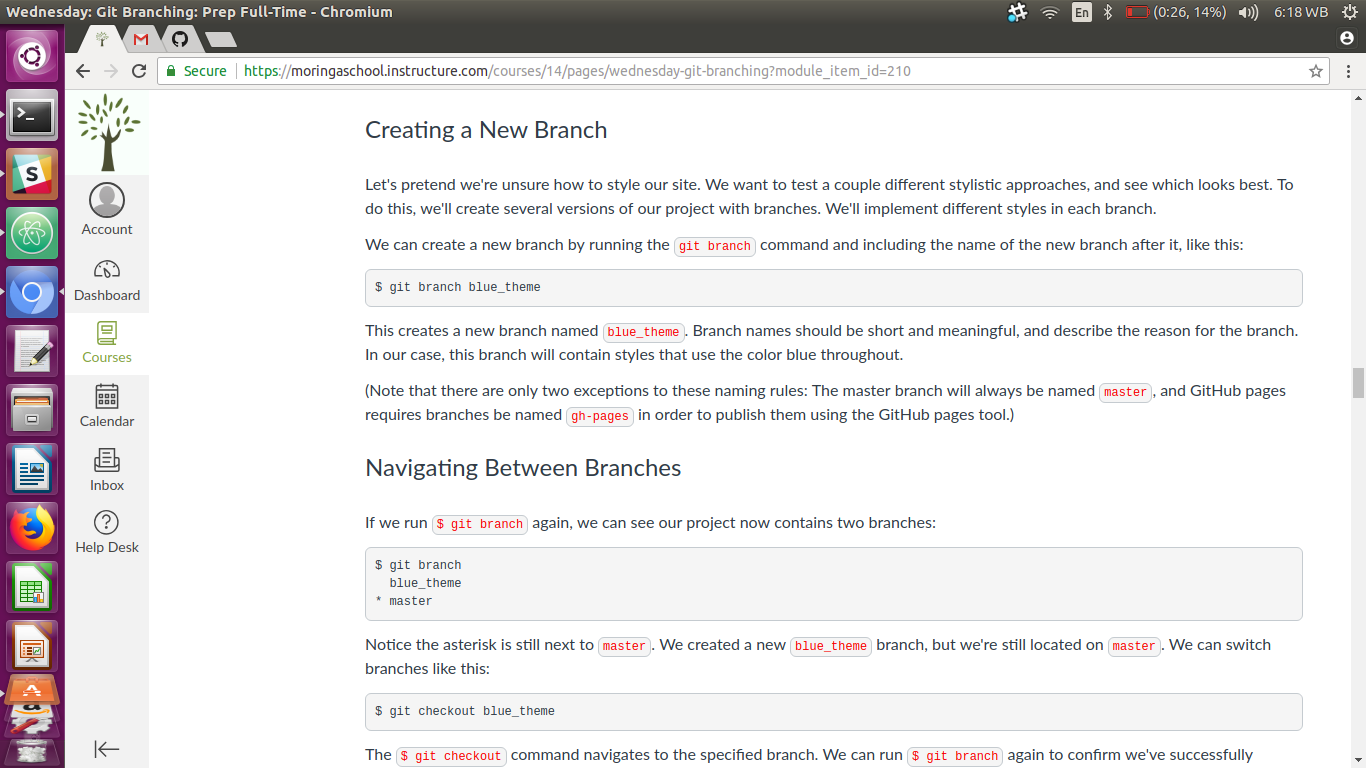 Wednesday: Git Branching: Prep Full-Time - Chromium
En
(0:26, 14%)
6:18 WB
Secure
https://moringaschool.instructure.com/courses/14/pages/wednesday-git-branching?module_item_id=210
Account
Dashboard
Courses
Calendar
Inbox
Help Desk
Creating a New Branch
Let's pretend we're unsure how to style our site. We want to test a couple different stylistic approaches, and see which looks best. To
do this, we'll create several versions of our project with branches. We'll implement different styles in each branch.
We can create a new branch by running the git branch command and including the name of the new branch after it, like this:
$ git branch blue_theme
This creates a new branch named blue_theme. Branch names should be short and meaningful, and describe the reason for the branch.
In our case, this branch will contain styles that use the color blue throughout.
(Note that there are only two exceptions to these naming rules: The master branch will always be named master, and GitHub pages
requires branches be named gh-pages in order to publish them using the GitHub pages tool.)
Navigating Between Branches
If we run $ git branch again, we can see our project now contains two branches:
$ git branch
blue_theme
* master
Notice the asterisk is still next to master. We created a new blue_theme branch, but we're still located on master. We can switch
branches like this:
$ git checkout blue_theme
The $ git checkout command navigates to the specified branch. We can run $ git branch again to confirm we've successfully